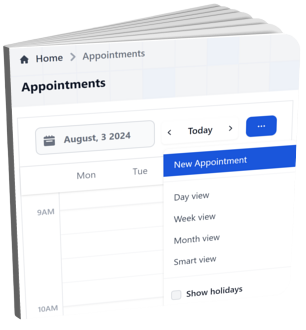 Home > Appointments
Appointments
August, 3 2024
< Today > ...
Mon Tue
New Appointment
Day view
9AM
Week view
Month view
Smart view
Show holidays
10AM